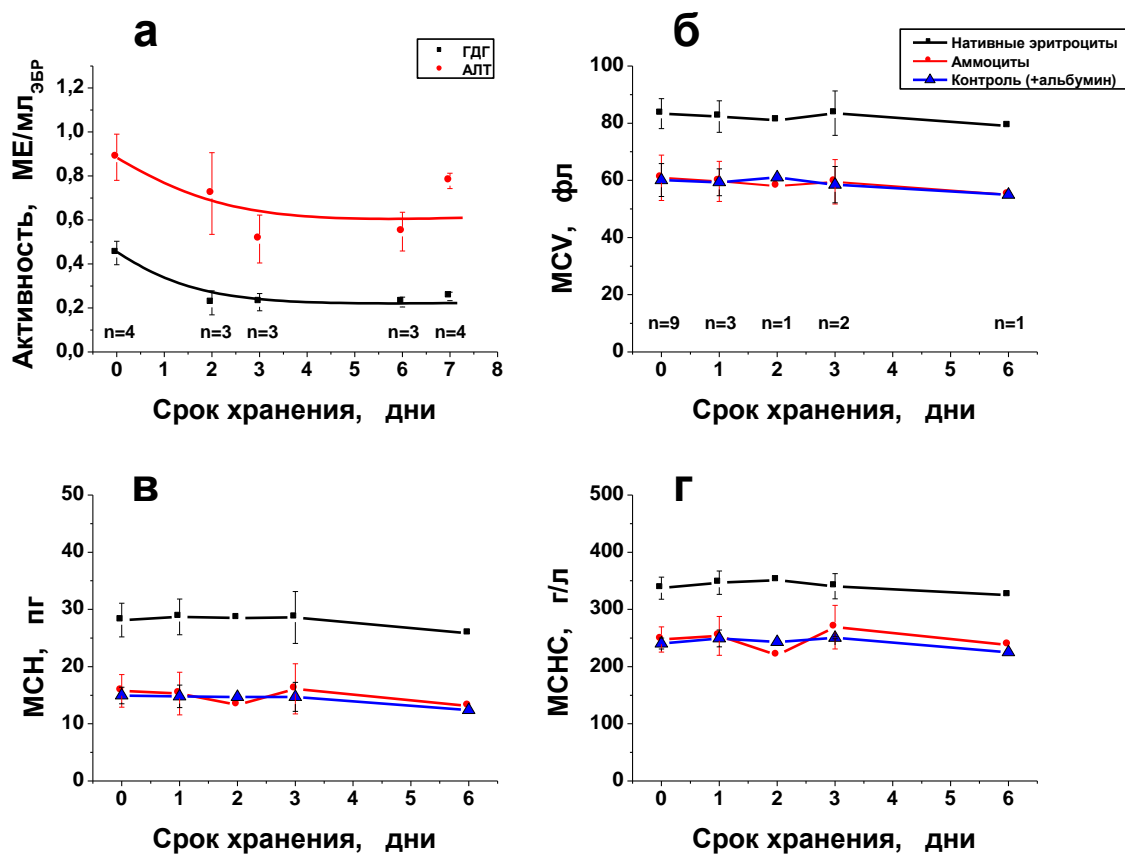 а
ГДГ
АЛТ
Активность, МЕ/мл ЭБР
1,2
1,0
0,8
0,6
0,4
0,2
0,0
n=4 n=3 n=3 n=3 n=4
0 1 2 3 4 5 6 7 8
Срок хранения, дни
б
Нативные эритроциты
Аммоциты
Контроль (+альбумин)
MCV, фл
100
80
60
40
20
0
n=9 n=3 n=1 n=2 n=1
0 1 2 3 4 5 6
Срок хранения, дни
в
МСН, пг
50
40
30
20
10
0
0 1 2 3 4 5 6
Срок хранения, дни
г
МСНС, г/л
500
400
300
200
100
0
0 1 2 3 4 5 6
Срок хранения, дни